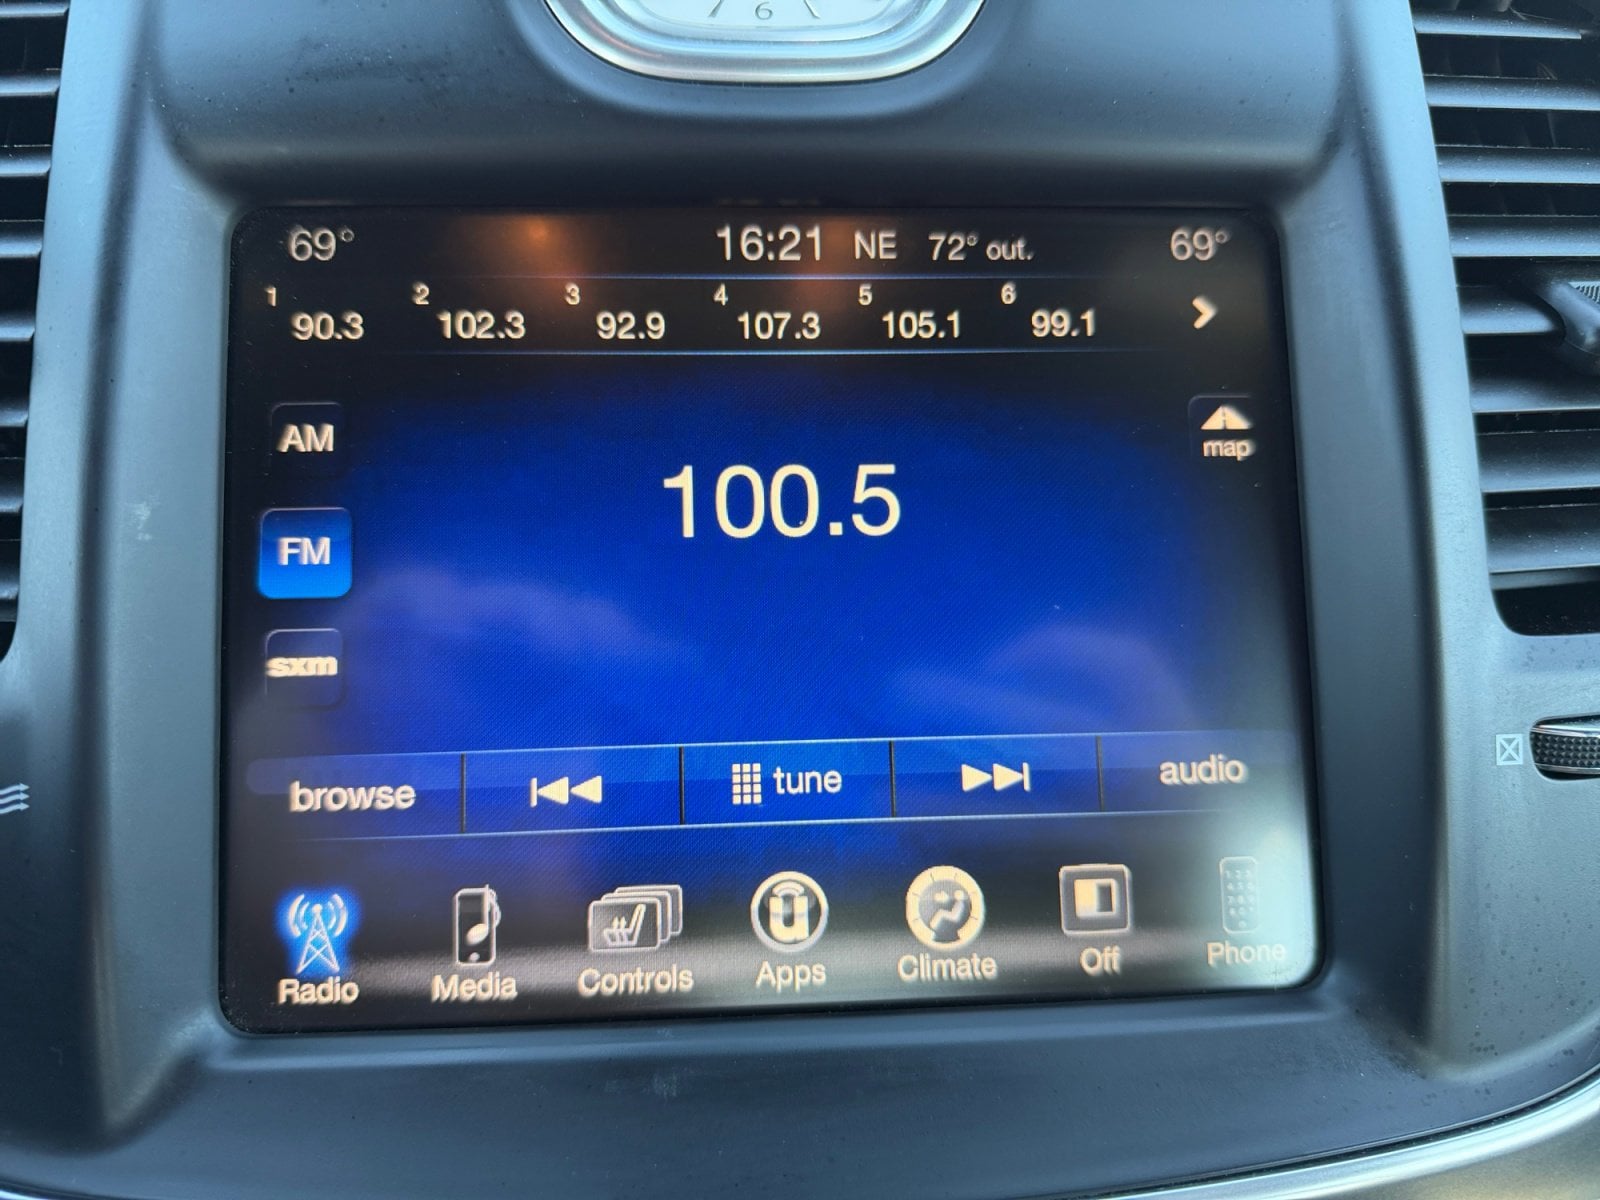 6
69° 16:21 NE 72° out. 69°
1 90.3 2 102.3 3 92.9 4 107.3 5 105.1 6 99.1
AM
map
100.5
FM
sxm
browse tune audio
Radio Media Controls Apps Climate Off Phone